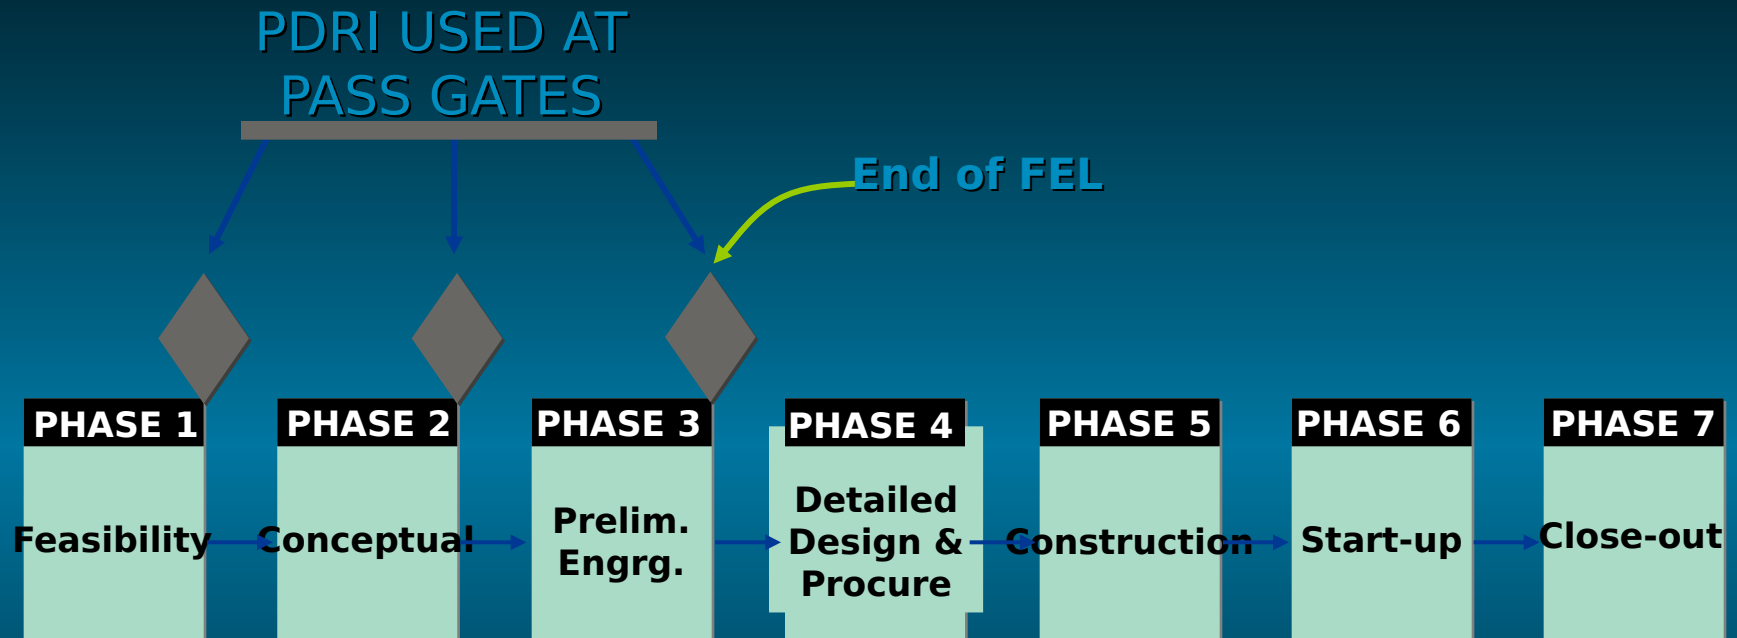 PDRI USED AT
PASS GATES
End of FEL
PHASE 1
Feasibility
PHASE 2
Conceptual
PHASE 3
Prelim.
Engrg.
PHASE 4
Detailed
Design &
Procure
PHASE 5
Construction
PHASE 6
Start-up
PHASE 7
Close-out